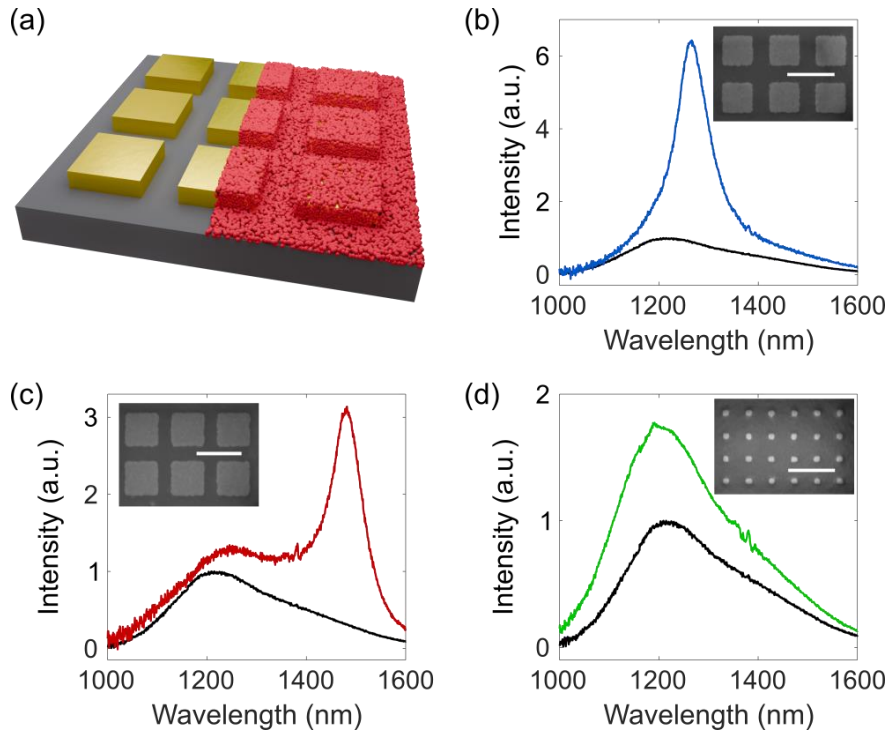 (a)
(b)
Intensity (a.u.)
6
4
2
0
1000 1200 1400 1600
Wavelength (nm)
(c)
Intensity (a.u.)
3
2
1
0
1000 1200 1400 1600
Wavelength (nm)
(d)
Intensity (a.u.)
2
1
0
1000 1200 1400 1600
Wavelength (nm)